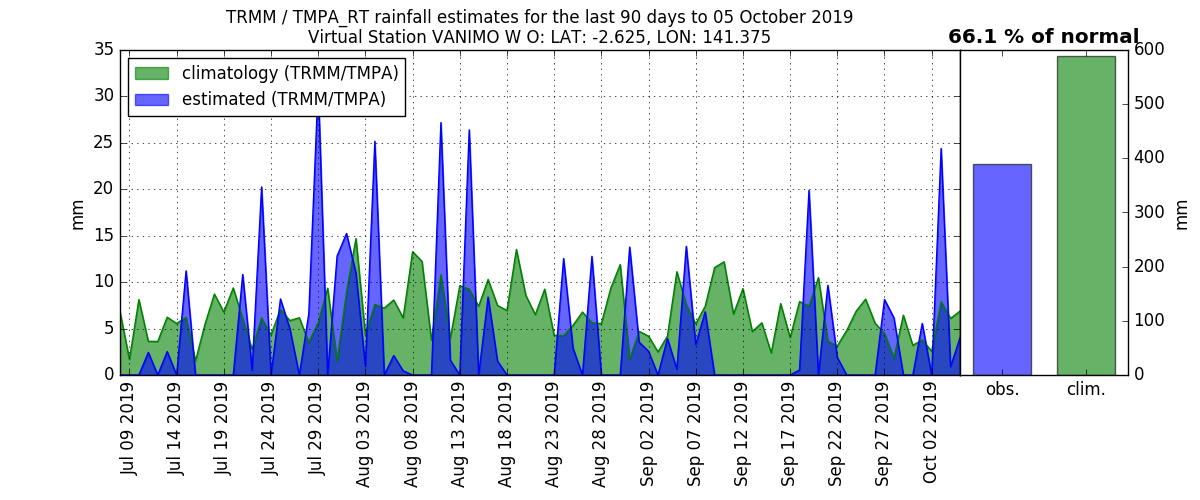 TRMM / TMPA_RT rainfall estimates for the last 90 days to 05 October 2019
Virtual Station VANIMO W O: LAT: -2.625, LON: 141.375
66.1 % of normal
climatology (TRMM/TMPA)
estimated (TRMM/TMPA)
35
30
25
20
15
10
5
0
mm
Jul 09 2019
Jul 14 2019
Jul 19 2019
Jul 24 2019
Jul 29 2019
Aug 03 2019
Aug 08 2019
Aug 13 2019
Aug 18 2019
Aug 23 2019
Aug 28 2019
Sep 02 2019
Sep 07 2019
Sep 12 2019
Sep 17 2019
Sep 22 2019
Sep 27 2019
Oct 02 2019
obs.
clim.
600
500
400
300
200
100
0
mm